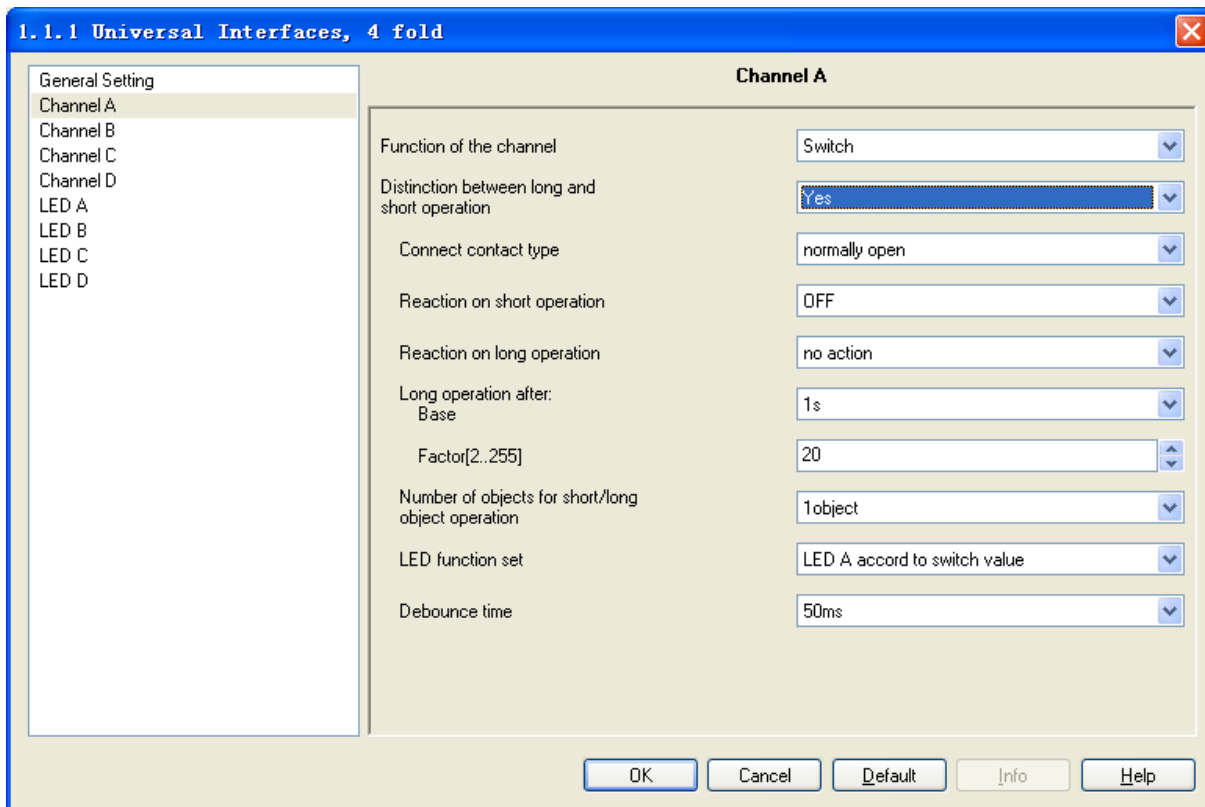 1.1.1 Universal Interfaces, 4 fold
General Setting
Channel A
Channel B
Channel C
Channel D
LED A
LED B
LED C
LED D
Channel A
Function of the channel
Switch
Distinction between long and
short operation
Yes
Connect contact type
normally open
Reaction on short operation
OFF
Reaction on long operation
no action
Long operation after:
Base
1s
Factor[2..255]
20
Number of objects for short/long
object operation
1object
LED function set
LED A accord to switch value
Debounce time
50ms
OK
Cancel
Default
Info
Help